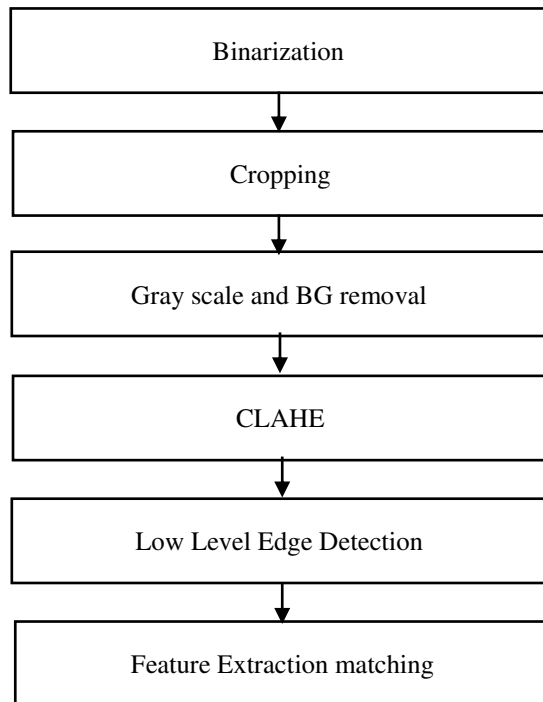 Binarization
Cropping
Gray scale and BG removal
CLAHE
Low Level Edge Detection
Feature Extraction matching